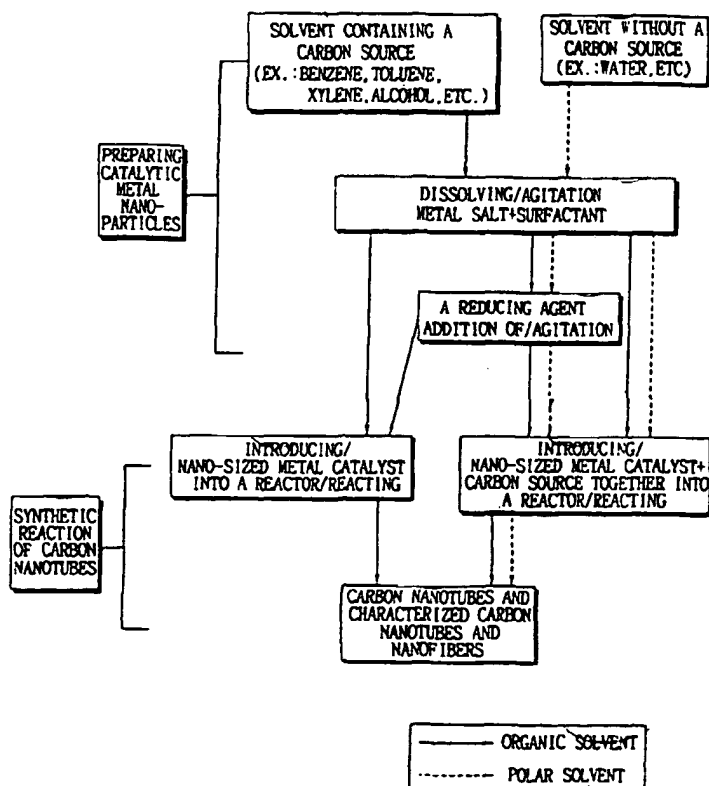 SOLVENT CONTAINING A
CARBON SOURCE
(EX.:BENZENE,TOLUENE,
XYLENE,ALCOHOL,ETC.)
SOLVENT WITHOUT A
CARBON SOURCE
(EX.:WATER,ETC)
PREPARING
CATALYTIC
METAL
NANO-
PARTICLES
DISSOLVING/AGITATION
METAL SALT+SURFACTANT
A REDUCING AGENT
ADDITION OF/AGITATION
INTRODUCING/
NANO-SIZED METAL CATALYST
INTO A REACTOR/REACTING
INTRODUCING/
NANO-SIZED METAL CATALYST+
CARBON SOURCE TOGETHER INTO
A REACTOR/REACTING
SYNTHETIC
REACTION
OF CARBON
NANOTUBES
CARBON NANOTUBES AND
CHARACTERIZED CARBON
NANOTUBES AND
NANOFIBERS
ORGANIC SOLVENT
POLAR SOLVENT